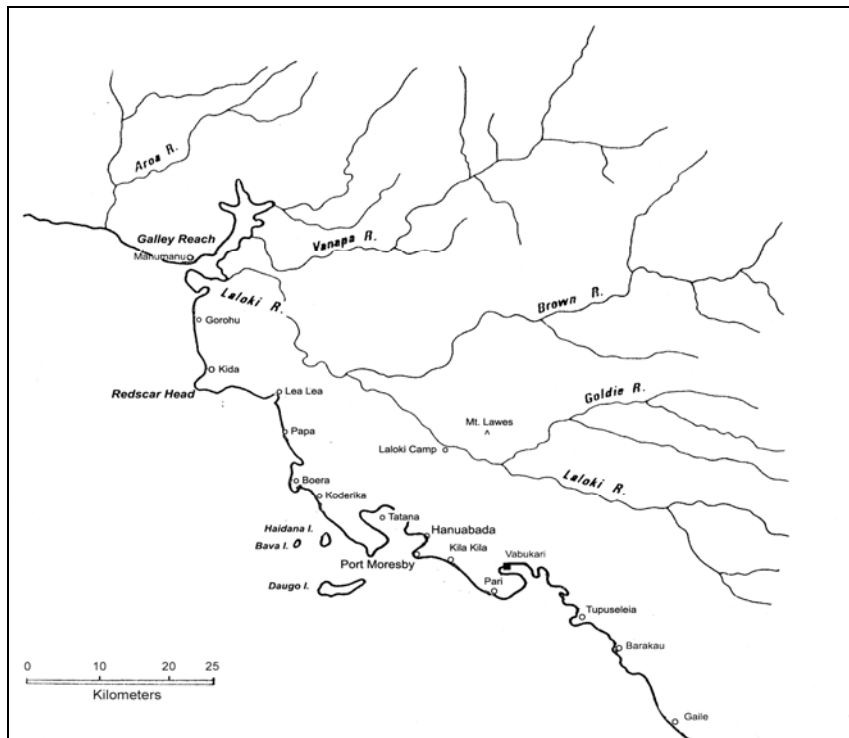 Aroa R.
Galley Reach
Manumanu
Vanapa R.
Laloki R.
Gorohu
Brown R.
Kida
Redscar Head
Lea Lea
Goldie R.
Mt. Lawes
Papa
Laloki Camp
Laloki R.
Boera
Koderika
Tatana
Haidana I.
Bava I.
Hanuabada
Port Moresby
Kila Kila
Vabukari
Daugo I.
Pari
Tupuseleia
Barakau
0 10 20 25
Kilometers
Gaile